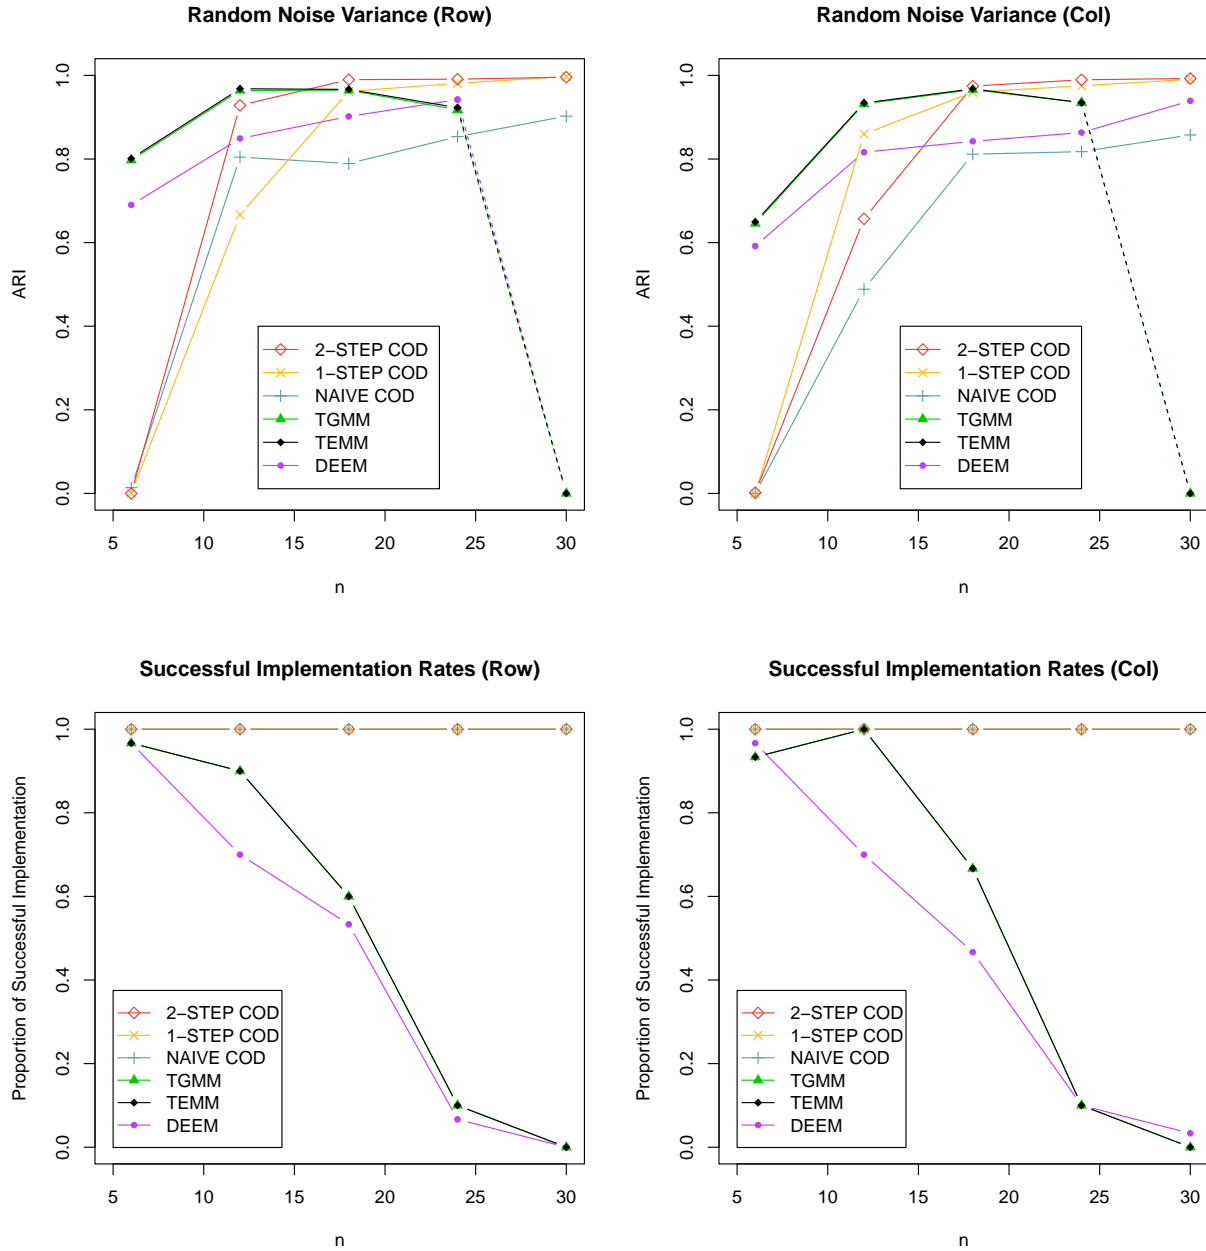 Random Noise Variance (Row)
ARI
1.0
0.8
0.6
0.4
0.2
0.0
2−STEP COD
1−STEP COD
NAIVE COD
TGMM
TEMM
DEEM
5 10 15 20 25 30
n
Random Noise Variance (Col)
ARI
1.0
0.8
0.6
0.4
0.2
0.0
2−STEP COD
1−STEP COD
NAIVE COD
TGMM
TEMM
DEEM
5 10 15 20 25 30
n
Successful Implementation Rates (Row)
Proportion of Successful Implementation
1.0
0.8
0.6
0.4
0.2
0.0
2−STEP COD
1−STEP COD
NAIVE COD
TGMM
TEMM
DEEM
5 10 15 20 25 30
n
Successful Implementation Rates (Col)
Proportion of Successful Implementation
1.0
0.8
0.6
0.4
0.2
0.0
2−STEP COD
1−STEP COD
NAIVE COD
TGMM
TEMM
DEEM
5 10 15 20 25 30
n